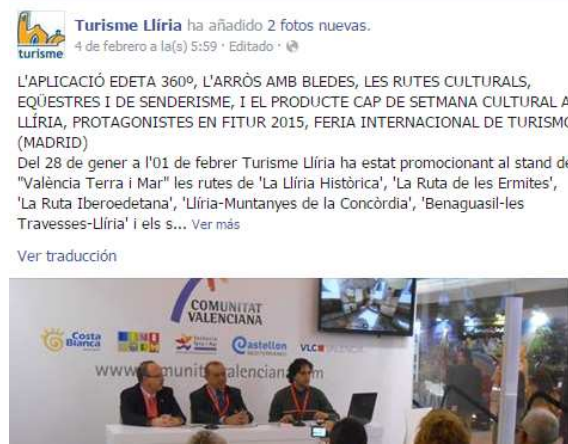 Turisme Llíria ha añadido 2 fotos nuevas.
4 de febrero a la(s) 5:59 · Editado ·
turisme
L'APLICACIÓ EDETA 360º, L'ARRÒS AMB BLEDES, LES RUTES CULTURALS,
EQÜESTRES I DE SENDERISME, I EL PRODUCTE CAP DE SETMANA CULTURAL A
LLÍRIA, PROTAGONISTES EN FITUR 2015, FERIA INTERNACIONAL DE TURISMO
(MADRID)
Del 28 de gener a l'01 de febrer Turisme Llíria ha estat promocionant al stand de
"València Terra i Mar" les rutes de 'La Llíria Històrica', 'La Ruta de les Ermites',
'La Ruta Iberoedetana', 'Llíria-Muntanyes de la Concòrdia', 'Benaguasil-les
Travesses-Llíria' i els s... Ver más
Ver traducción
COMUNITAT
VALENCIANA
Costa
Blanca
Castellon
VLC VALENCIA